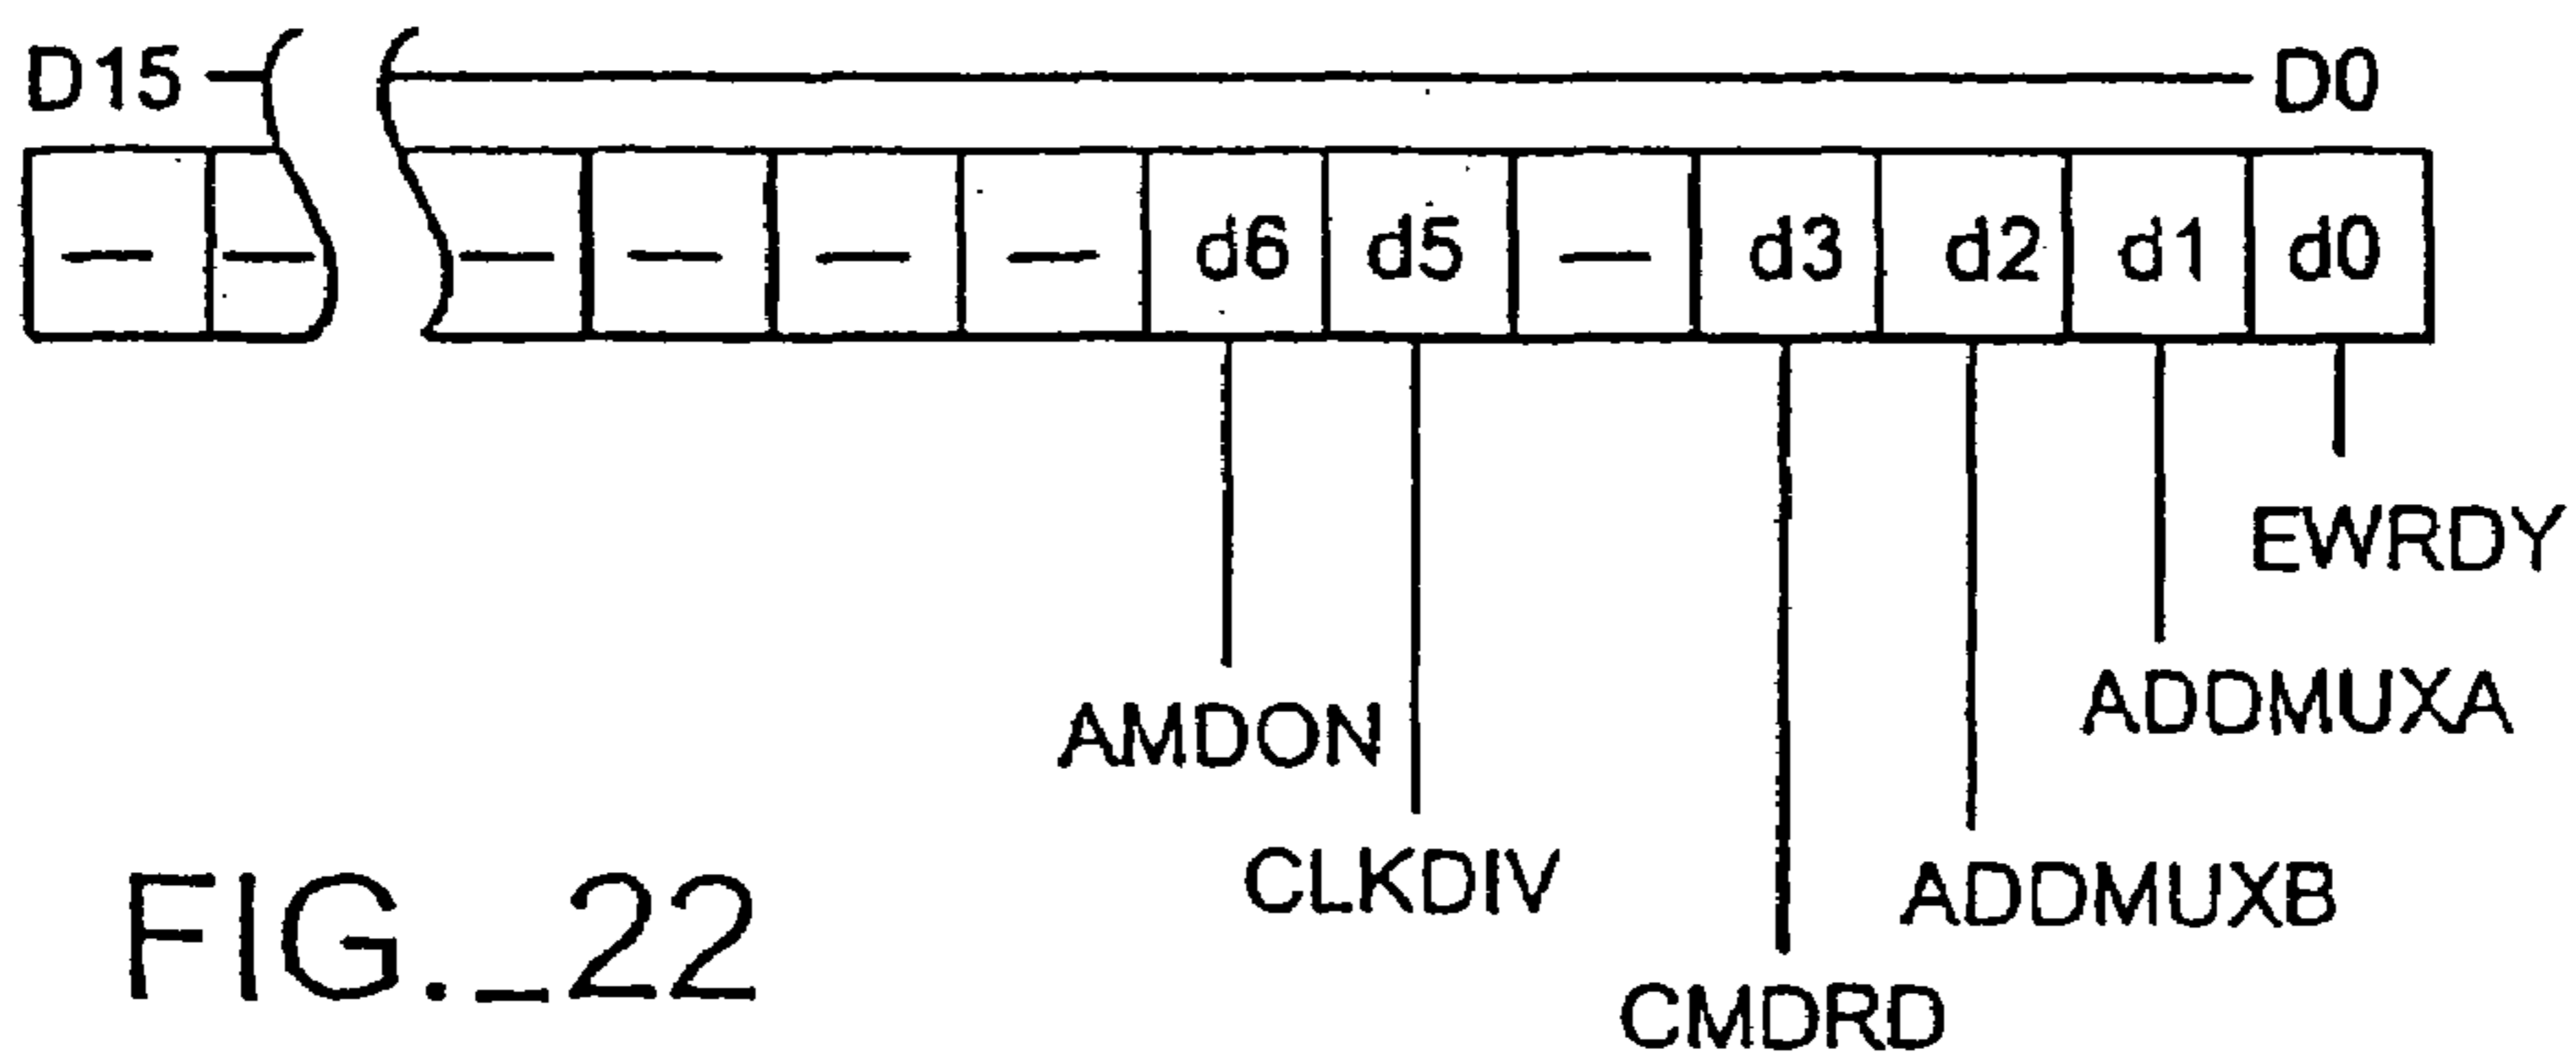 D15 D0
— — — — — — d6 d5 — d3 d2 d1 d0
EWRDY
ADDMUXA
AMDON
CLKDIV
ADDMUXB
CMDRD
FIG._22